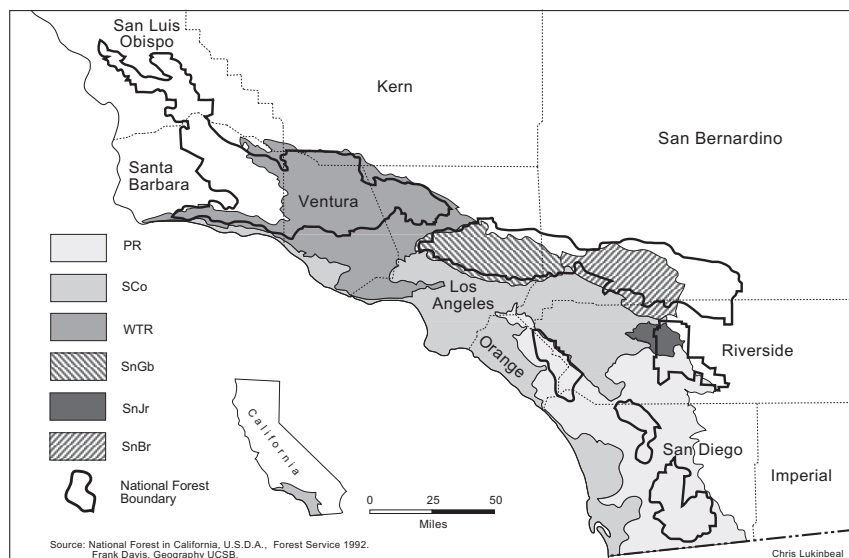 San Luis
Obispo
Kern
San Bernardino
Santa
Barbara
Ventura
PR
SCo
WTR
SnGb
SnJr
SnBr
National Forest
Boundary
Los
Angeles
Orange
Riverside
San Diego
Imperial
California
0 25 50
Miles
Source: National Forest in California, U.S.D.A., Forest Service 1992.
Frank Davis, Geography UCSB.
Chris Lukinbeal